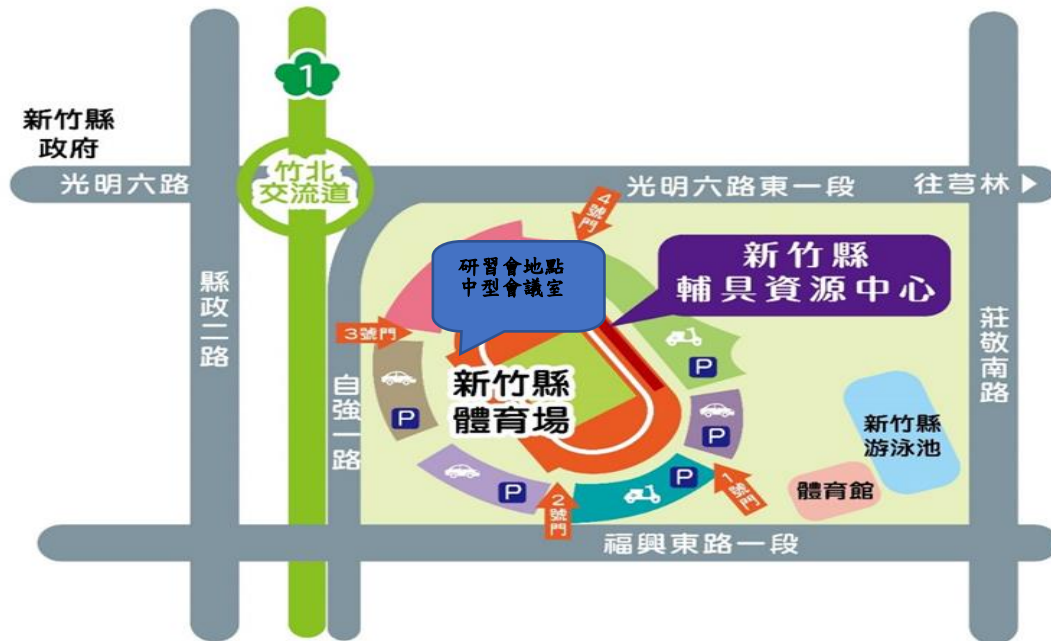 1
新竹縣
政府
竹北
交流道
光明六路
光明六路東一段
往芎林
4號門
研習會地點
中型會議室
新竹縣
輔具資源中心
縣政二路
3號門
自強一路
P
新竹縣
體育場
P
P
莊敬南路
新竹縣
游泳池
體育館
P
P
1號門
2號門
福興東路一段